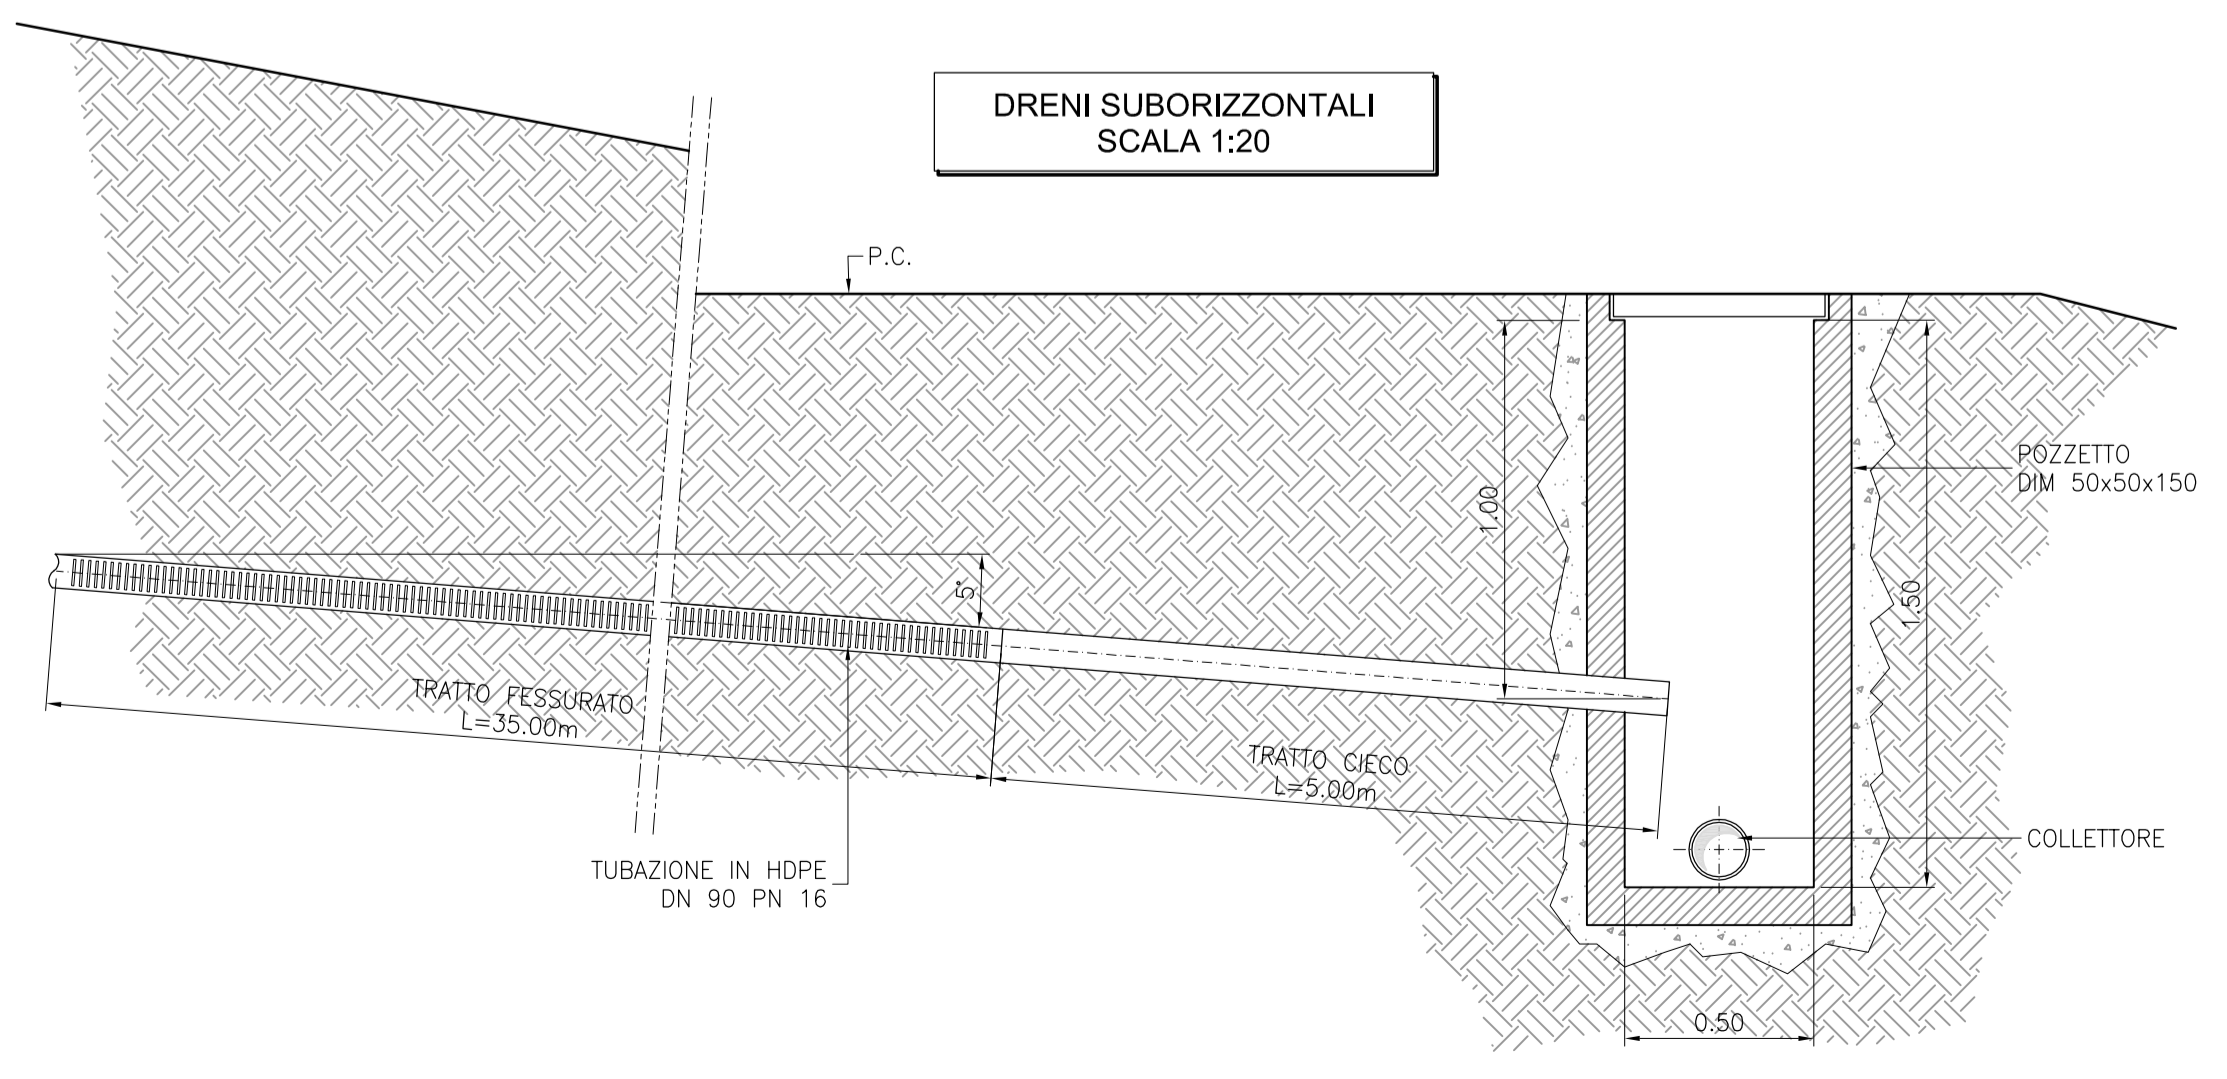 DRENI SUBORIZZONTALI
SCALA 1:20
P.C.
1.00
POZZETTO
DIM 50x50x150
5°
1.50
TRATTO FESSURATO
L=35.00m
TRATTO CIECO
L=5.00m
COLLETTORE
TUBAZIONE IN HDPE
DN 90 PN 16
0.50